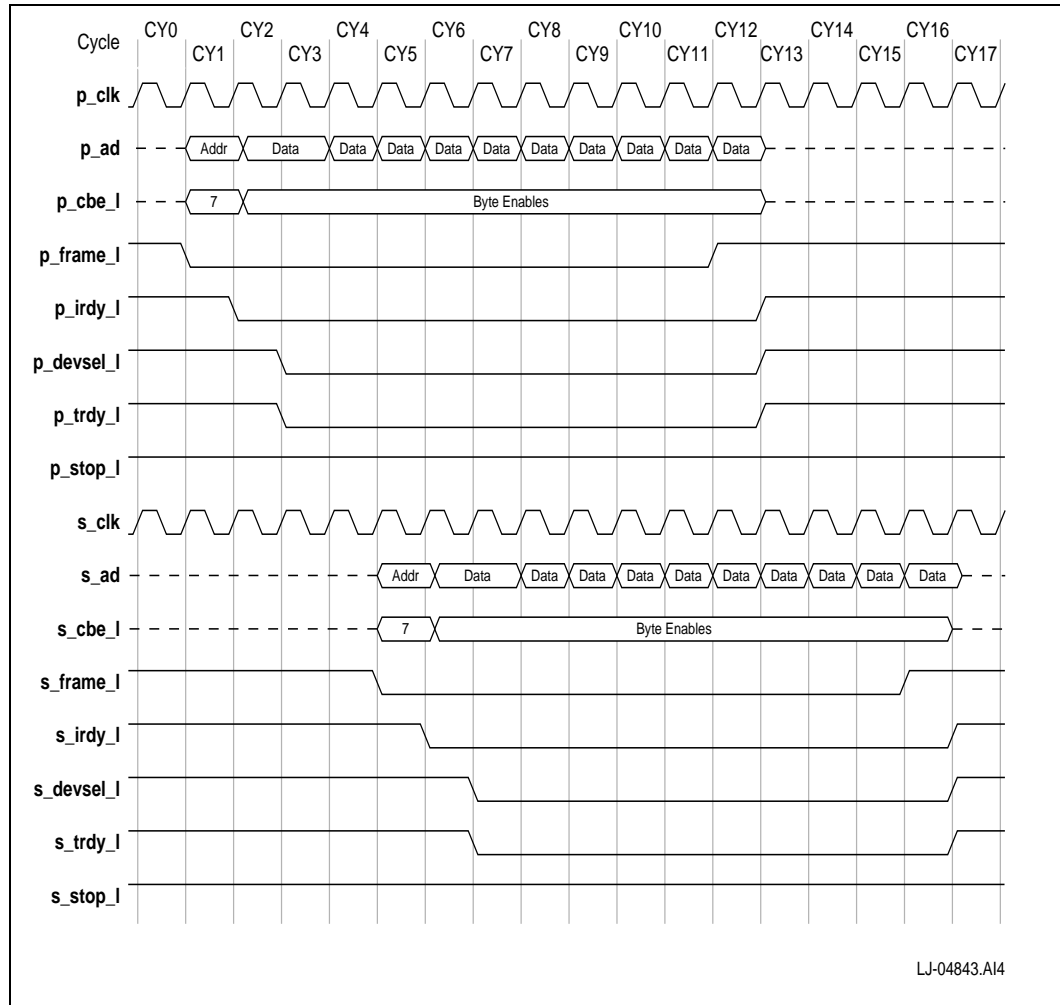 Cycle CY0 CY1 CY2 CY3 CY4 CY5 CY6 CY7 CY8 CY9 CY10 CY11 CY12 CY13 CY14 CY15 CY16 CY17
p_clk
p_ad Addr Data Data Data Data Data Data Data Data Data Data
p_cbe_l 7 Byte Enables
p_frame_l
p_irdy_l
p_devsel_l
p_trdy_l
p_stop_l
s_clk
s_ad Addr Data Data Data Data Data Data Data Data Data Data
s_cbe_l 7 Byte Enables
s_frame_l
s_irdy_l
s_devsel_l
s_trdy_l
s_stop_l
LJ-04843.AI4